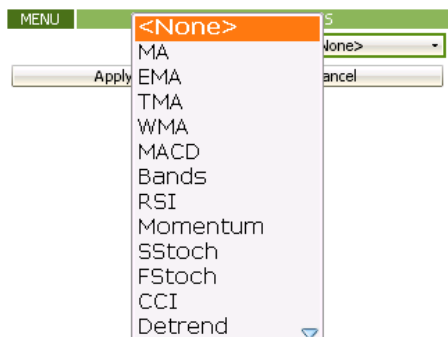 MENU
S
<None>
None>
MA
Apply
ancel
EMA
TMA
WMA
MACD
Bands
RSI
Momentum
SStoch
FStoch
CCI
Detrend